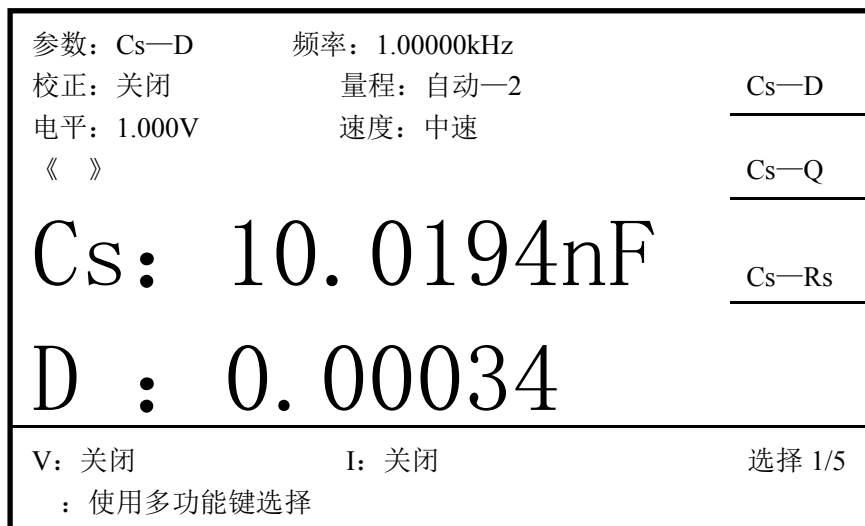 参数：Cs—D 频率：1.00000kHz
校正：关闭 量程：自动—2 Cs—D
电平：1.000V 速度：中速
《 》 Cs—Q
Cs：10.0194nF
Cs—Rs
D ：0.00034
V：关闭 I：关闭 选择 1/5
：使用多功能键选择